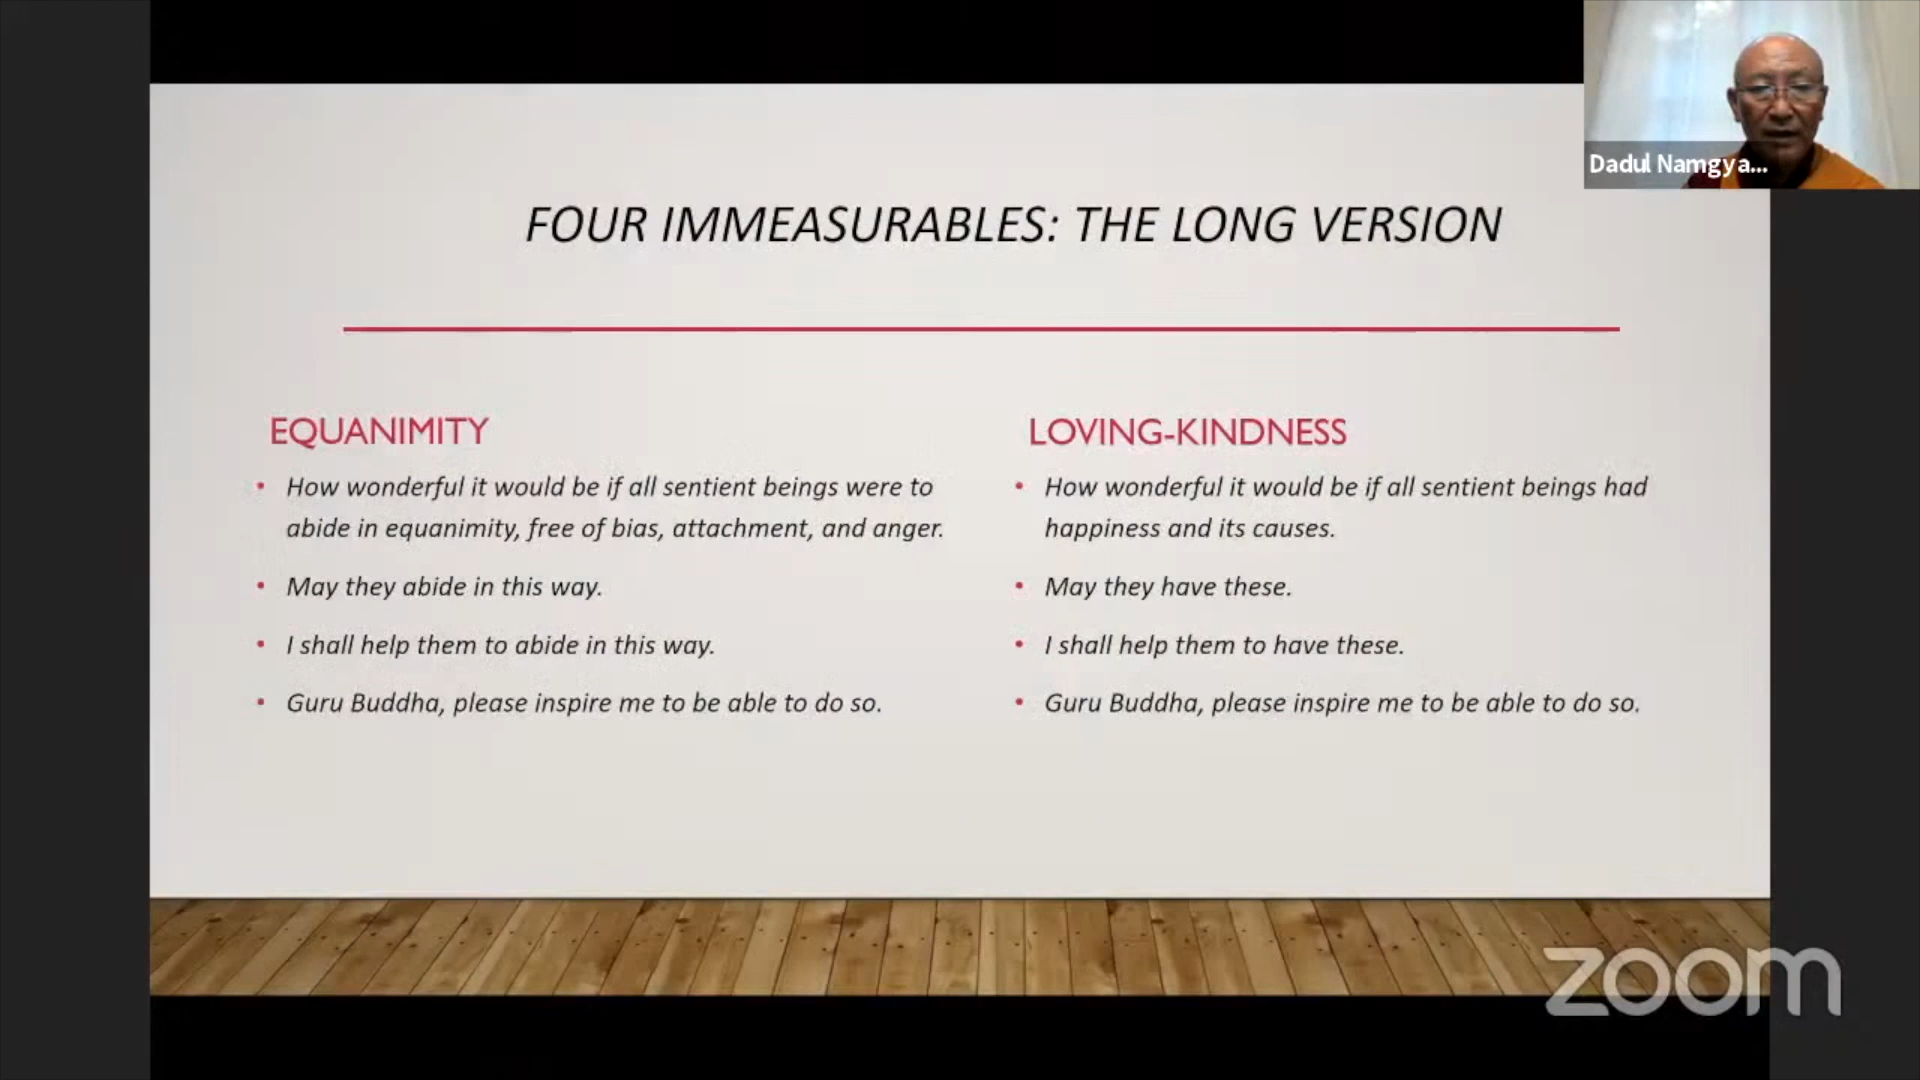 Dadul Namgya...
FOUR IMMEASURABLES: THE LONG VERSION
EQUANIMITY
• How wonderful it would be if all sentient beings were to
abide in equanimity, free of bias, attachment, and anger.
• May they abide in this way.
• I shall help them to abide in this way.
• Guru Buddha, please inspire me to be able to do so.
LOVING-KINDNESS
• How wonderful it would be if all sentient beings had
happiness and its causes.
• May they have these.
• I shall help them to have these.
• Guru Buddha, please inspire me to be able to do so.
zoom